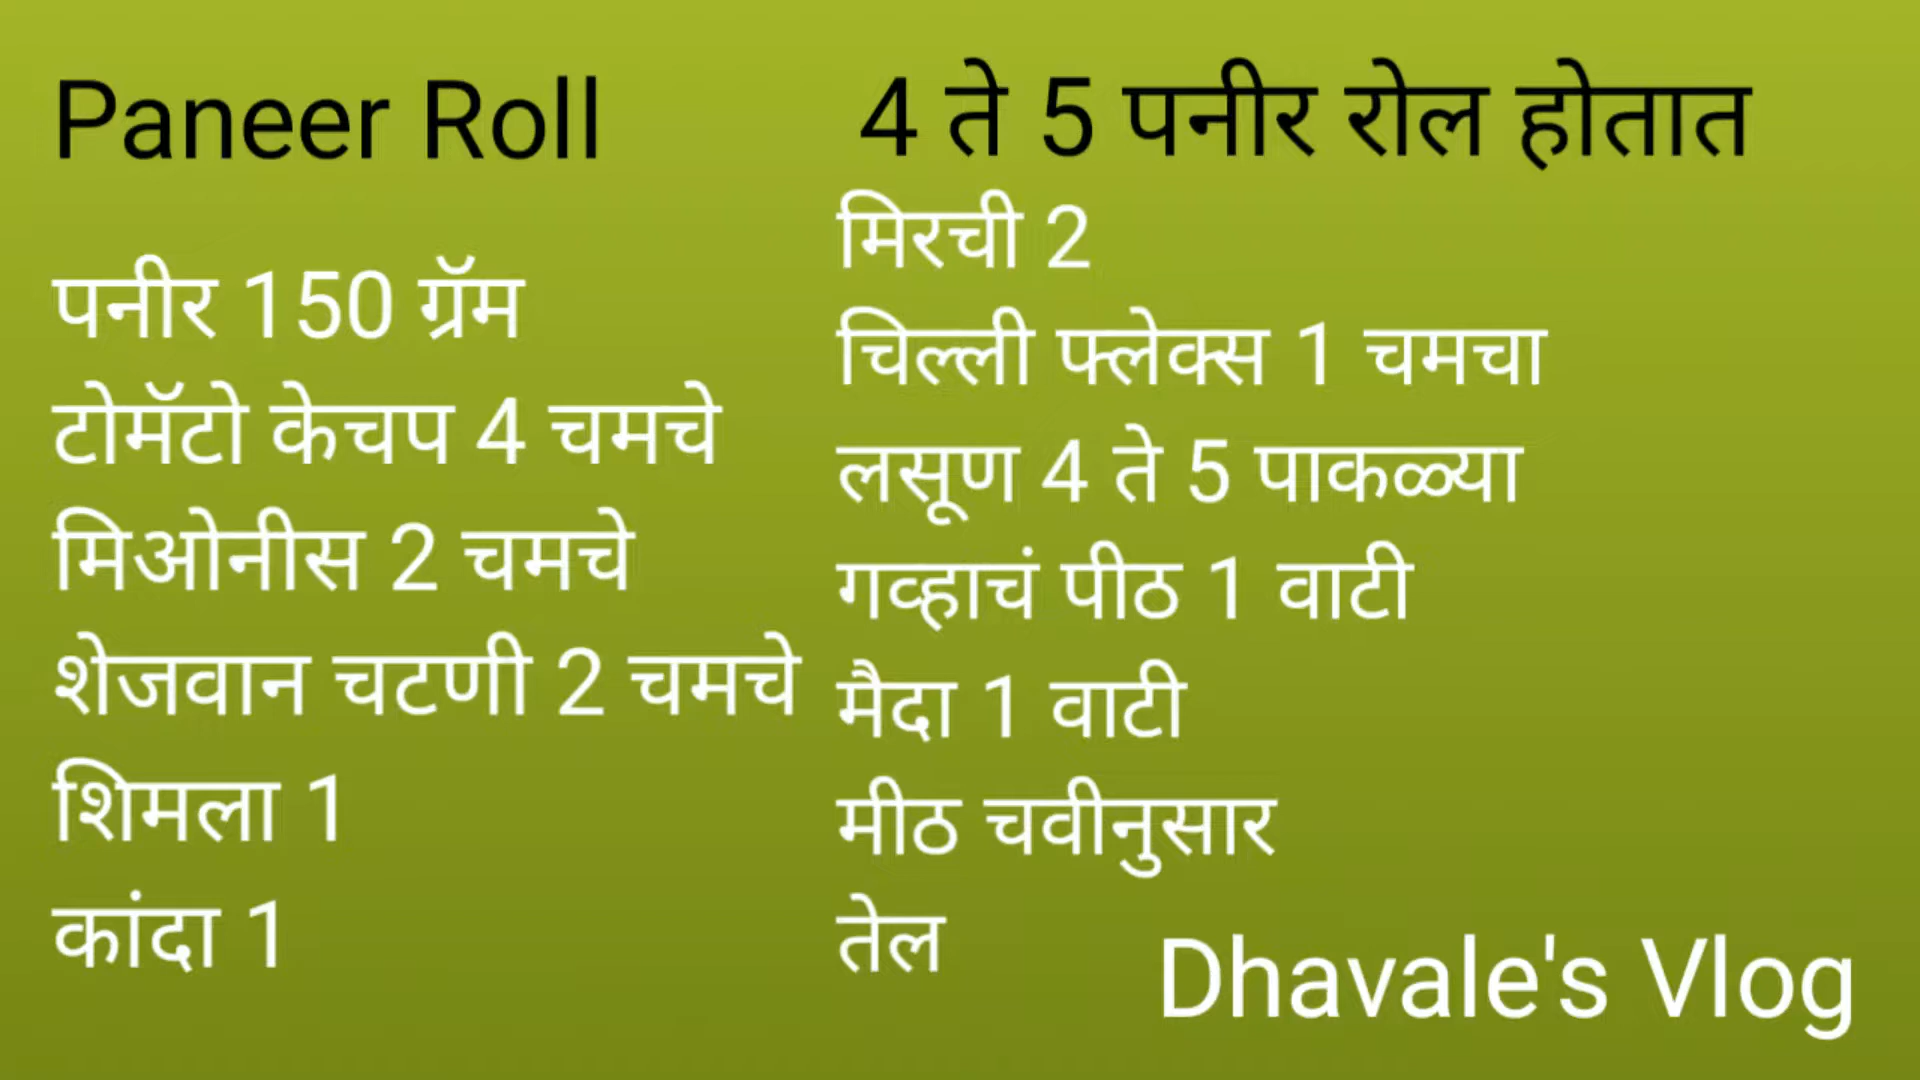 Paneer Roll
पनीर 150 ग्रॅम
टोमॅटो केचप 4 चमचे
मिओनीस 2 चमचे
शेजवान चटणी 2 चमचे
शिमला 1
कांदा 1
4 ते 5 पनीर रोल होतात
मिरची 2
चिल्ली फ्लेक्स 1 चमचा
लसूण 4 ते 5 पाकळ्या
गव्हाचं पीठ 1 वाटी
मैदा 1 वाटी
मीठ चवीनुसार
तेल
Dhavale's Vlog